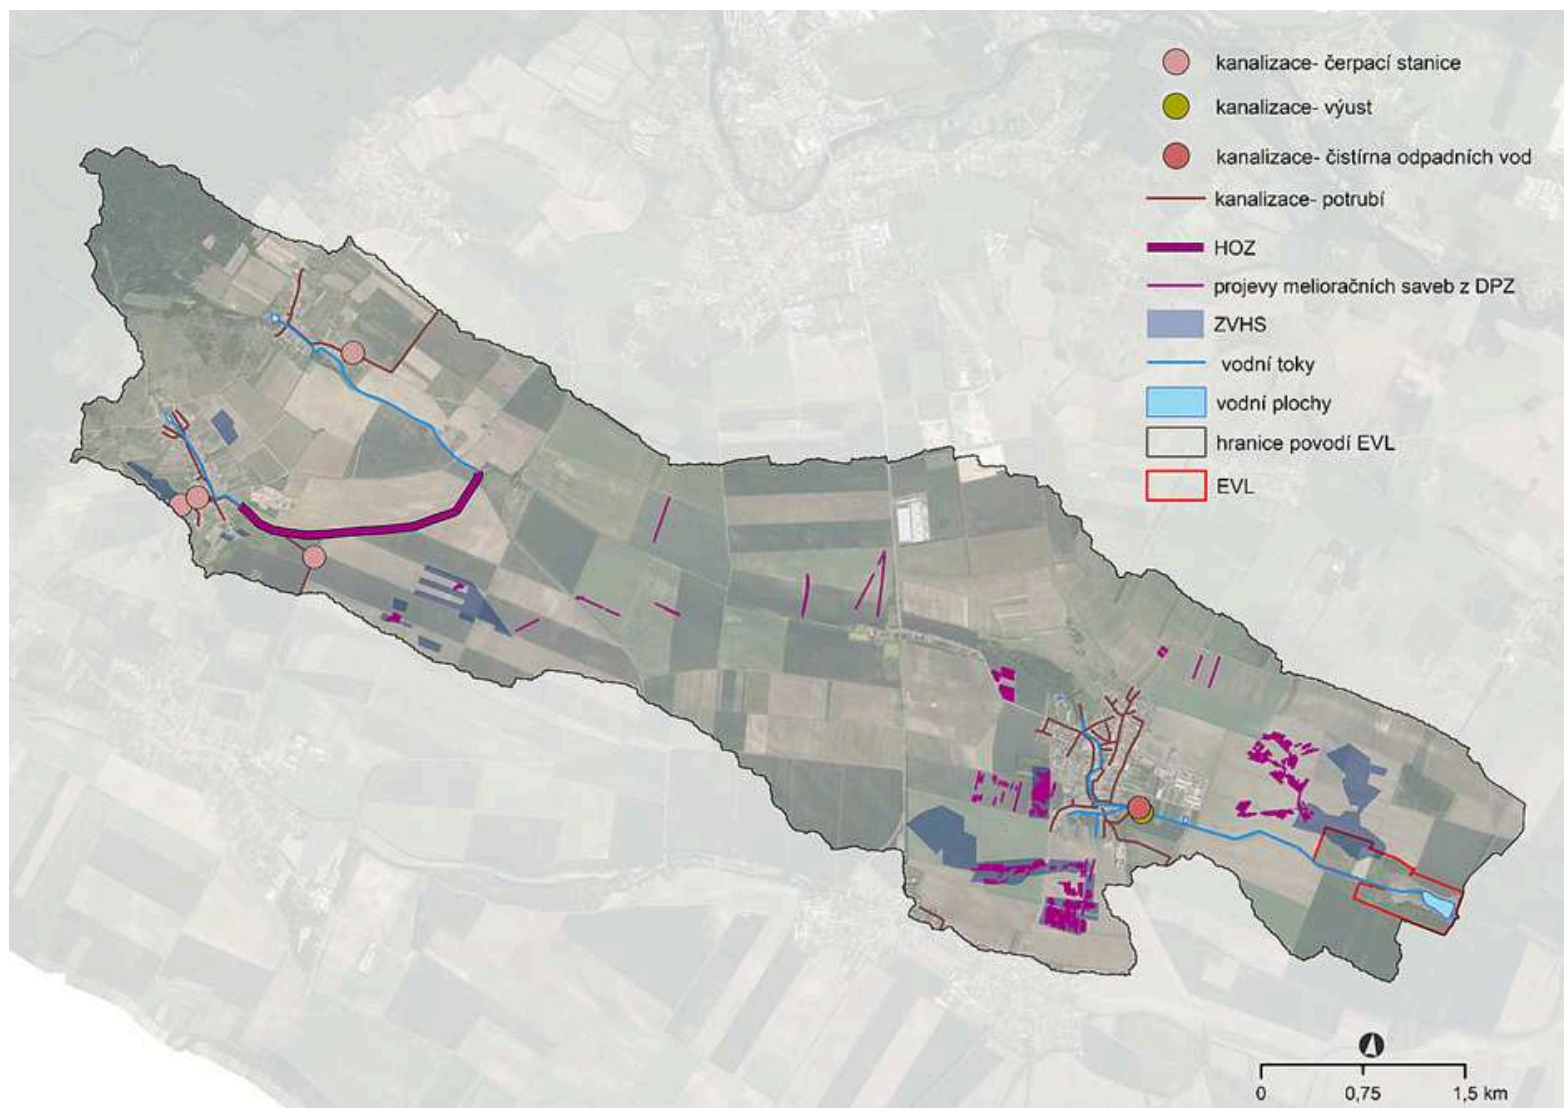 kanalizace- čerpací stanice
kanalizace- výust
kanalizace- čistírna odpadních vod
kanalizace- potrubí
HOZ
projevy melioračních saveb z DPZ
ZVHS
vodní toky
vodní plochy
hranice povodí EVL
EVL
0 0,75 1,5 km